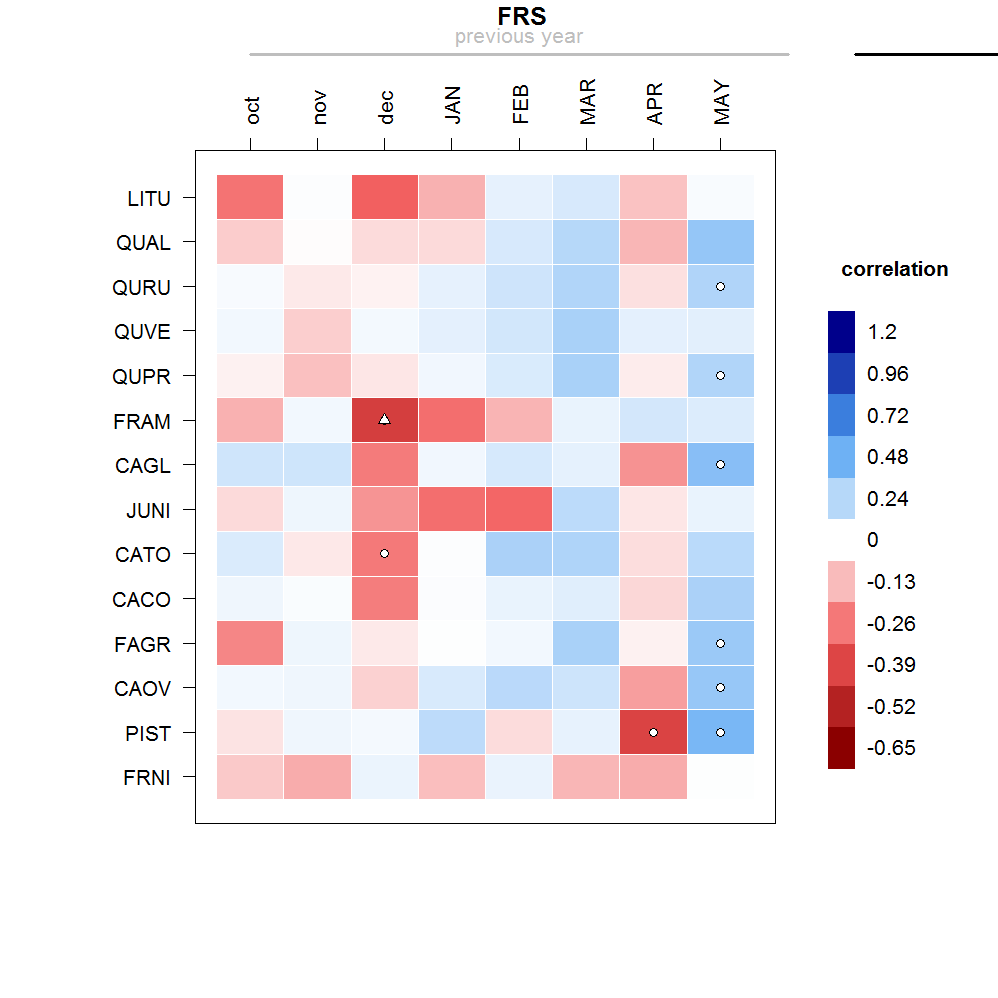 FRS
previous year
oct nov dec JAN FEB MAR APR MAY
LITU
QUAL
QURU
QUVE
QUPR
FRAM
CAGL
JUNI
CATO
CACO
FAGR
CAOV
PIST
FRNI
correlation
1.2
0.96
0.72
0.48
0.24
0
-0.13
-0.26
-0.39
-0.52
-0.65